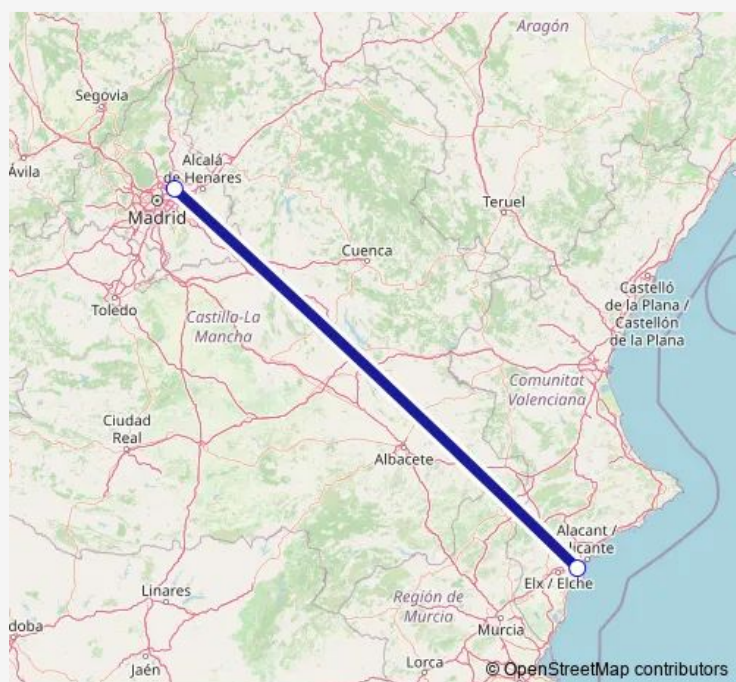 Aragón
Segovia
Ávila
Alcalá
de Henares
Madrid
Teruel
Cuenca
Toledo
Castilla-La
Mancha
Castelló
de la Plana /
Castellón
de la Plana
Comunitat
Valenciana
Ciudad
Real
Albacete
Alacant /
licante
Elx / Elche
Linares
Región de
Murcia
Murcia
doba
Jaén
Lorca
© OpenStreetMap contributors